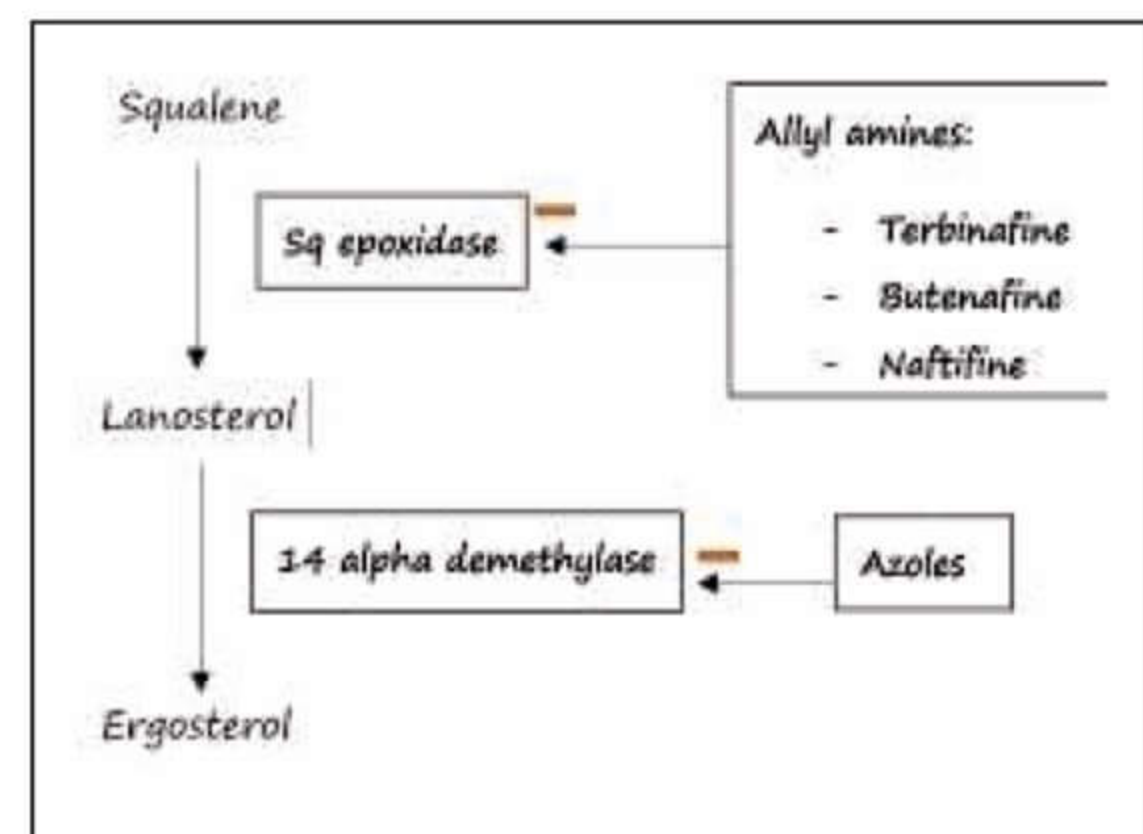 Squalene
Allyl amines:
Sq epoxidase
- Terbinafine
- Butenafine
- Naftifine
Lanosterol
14 alpha demethylase
Azoles
Ergosterol